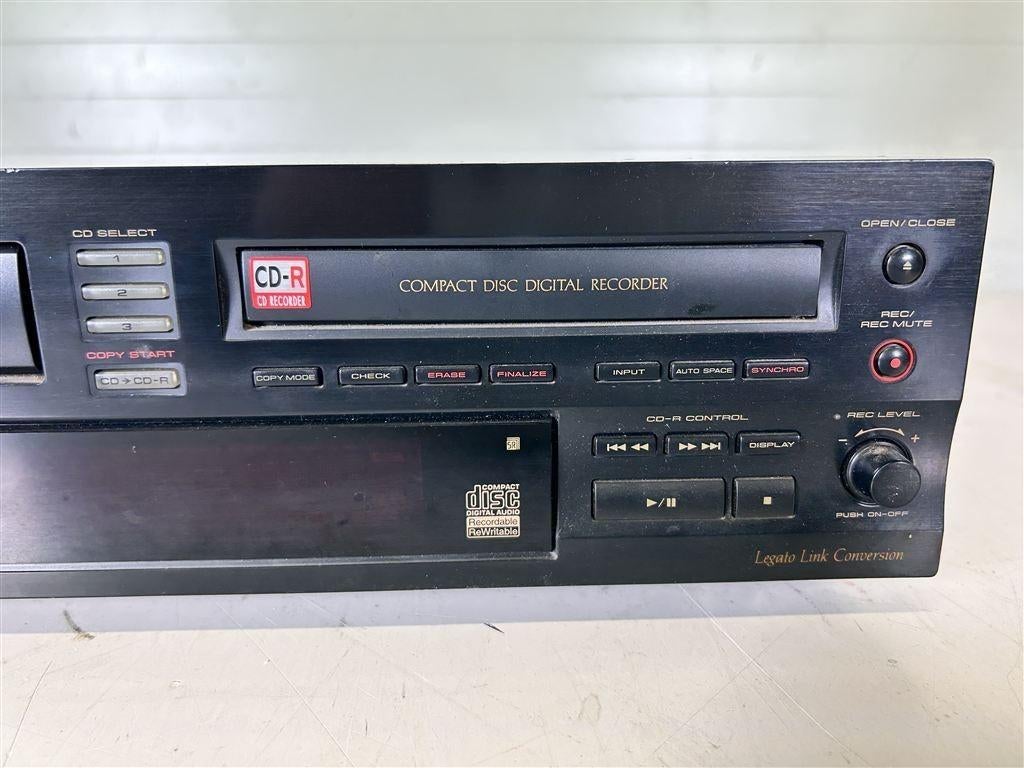 CD SELECT
1
2
3
COPY START
CD→CD-R
CD-R
CD RECORDER
COMPACT DISC DIGITAL RECORDER
OPEN/CLOSE
REC/
REC MUTE
COPY MODE
CHECK
ERASE
FINALIZE
INPUT
AUTO SPACE
SYNCHRO
CD-R CONTROL
DISPLAY
REC LEVEL
- +
PUSH ON-OFF
SRI
COMPACT
disc
DIGITAL AUDIO
Recordable
ReWritable
Legato Link Conversion